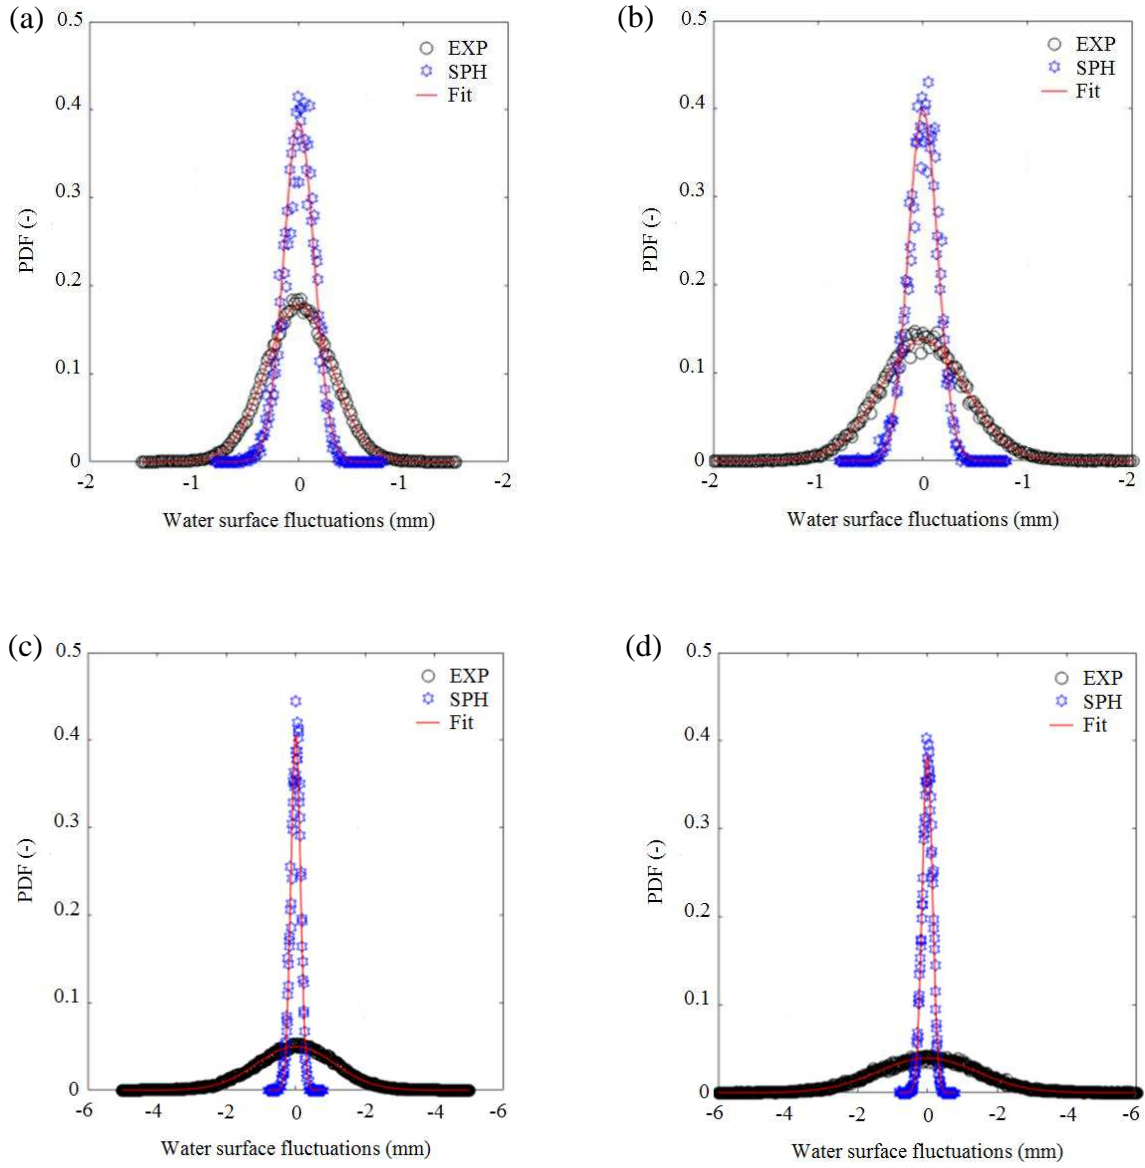 (a)
0.5
EXP
SPH
Fit
0.4
0.3
PDF (-)
0.2
0.1
0
-2 -1 0 -1 -2
Water surface fluctuations (mm)
(b)
0.5
EXP
SPH
Fit
0.4
0.3
PDF (-)
0.2
0.1
0
-2 -1 0 -1 -2
Water surface fluctuations (mm)
(c)
0.5
EXP
SPH
Fit
0.4
0.3
PDF (-)
0.2
0.1
0
-6 -4 -2 0 -2 -4 -6
Water surface fluctuations (mm)
(d)
0.5
EXP
SPH
Fit
0.4
0.3
PDF (-)
0.2
0.1
0
-6 -4 -2 0 -2 -4 -6
Water surface fluctuations (mm)